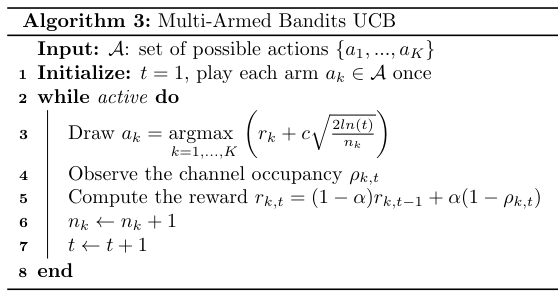 Algorithm 3: Multi-Armed Bandits UCB
Input: 𝒜: set of possible actions {a₁, ..., a_K}
1 Initialize: t = 1, play each arm a_k ∈ 𝒜 once
2 while active do
3 Draw a_k = argmax_{k=1,...,K} (r_k + c√(2ln(t)/n_k))
4 Observe the channel occupancy ρ_{k,t}
5 Compute the reward r_{k,t} = (1 − α)r_{k,t−1} + α(1 − ρ_{k,t})
6 n_k ← n_k + 1
7 t ← t + 1
8 end